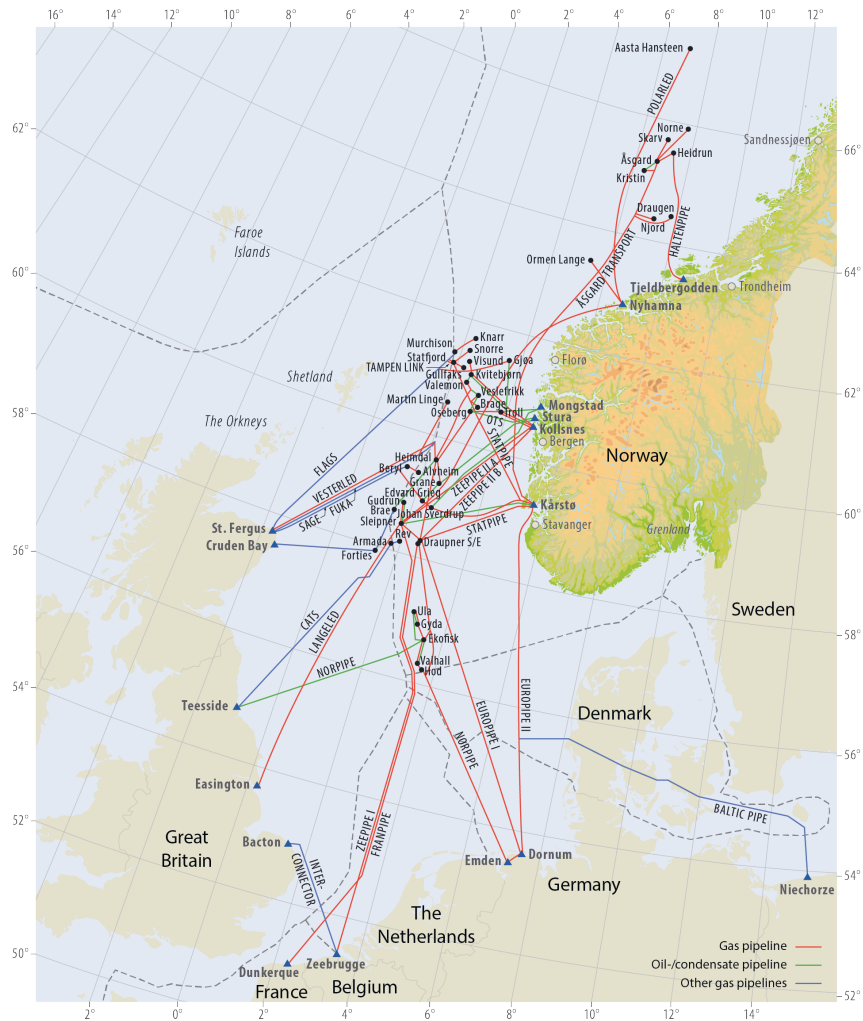 16° 14° 12° 10° 8° 6° 4° 2° 0° 2° 4° 6° 8° 10° 12°
Aasta Hansteen
POLARLED
62°
Norne
Skarv
Sandnessjøen
66°
Åsgard
Heidrun
Kristin
Draugen
Njord
HALTENPIPE
Faroe
Islands
Ormen Lange
ÅSGARD TRANSPORT
60°
64°
Tjeldbergodden
Trondheim
Nyhamna
Murchison
Knarr
Snorre
Statfjord
Visund
Gjøa
Florø
TAMPEN LINK
Gullfaks
Kvitebjørn
Shetland
Valemon
Veslefrikk
62°
Martin Linge
Brage
Oseberg
Troll
Mongstad
58°
The Orkneys
OTS
Stura
Kollsnes
Bergen
STATPIPE
FLAGS
Heimdal
Norway
Beryl
Alvheim
ZEEPIPE II A
VESTERLED
Grane
ZEEPIPE II B
Edvard Grieg
SAGE
FUKA
Gudrun
Kårstø
Brae
Johan Sverdrup
60°
St. Fergus
Sleipner
STATPIPE
Stavanger
Grenland
Cruden Bay
Rev
Armada
Draupner S/E
56°
Forties
CATS
LANGELED
Ula
Gyda
Sweden
Ekofisk
58°
NORPIPE
Valhall
Hod
54°
Teesside
EUROPIPE II
EUROPIPE I
Denmark
NORPIPE
56°
Easington
52°
Great
Britain
Bacton
ZEEPIPE I
FRANPIPE
BALTIC PIPE
INTER-
CONNECTOR
Emden
Dornum
Germany
54°
Niechorze
The
Netherlands
50°
Gas pipeline
Oil-/condensate pipeline
Other gas pipelines
Dunkerque
Zeebrugge
France
Belgium
52°
2° 0° 2° 4° 6° 8° 10° 12° 14°